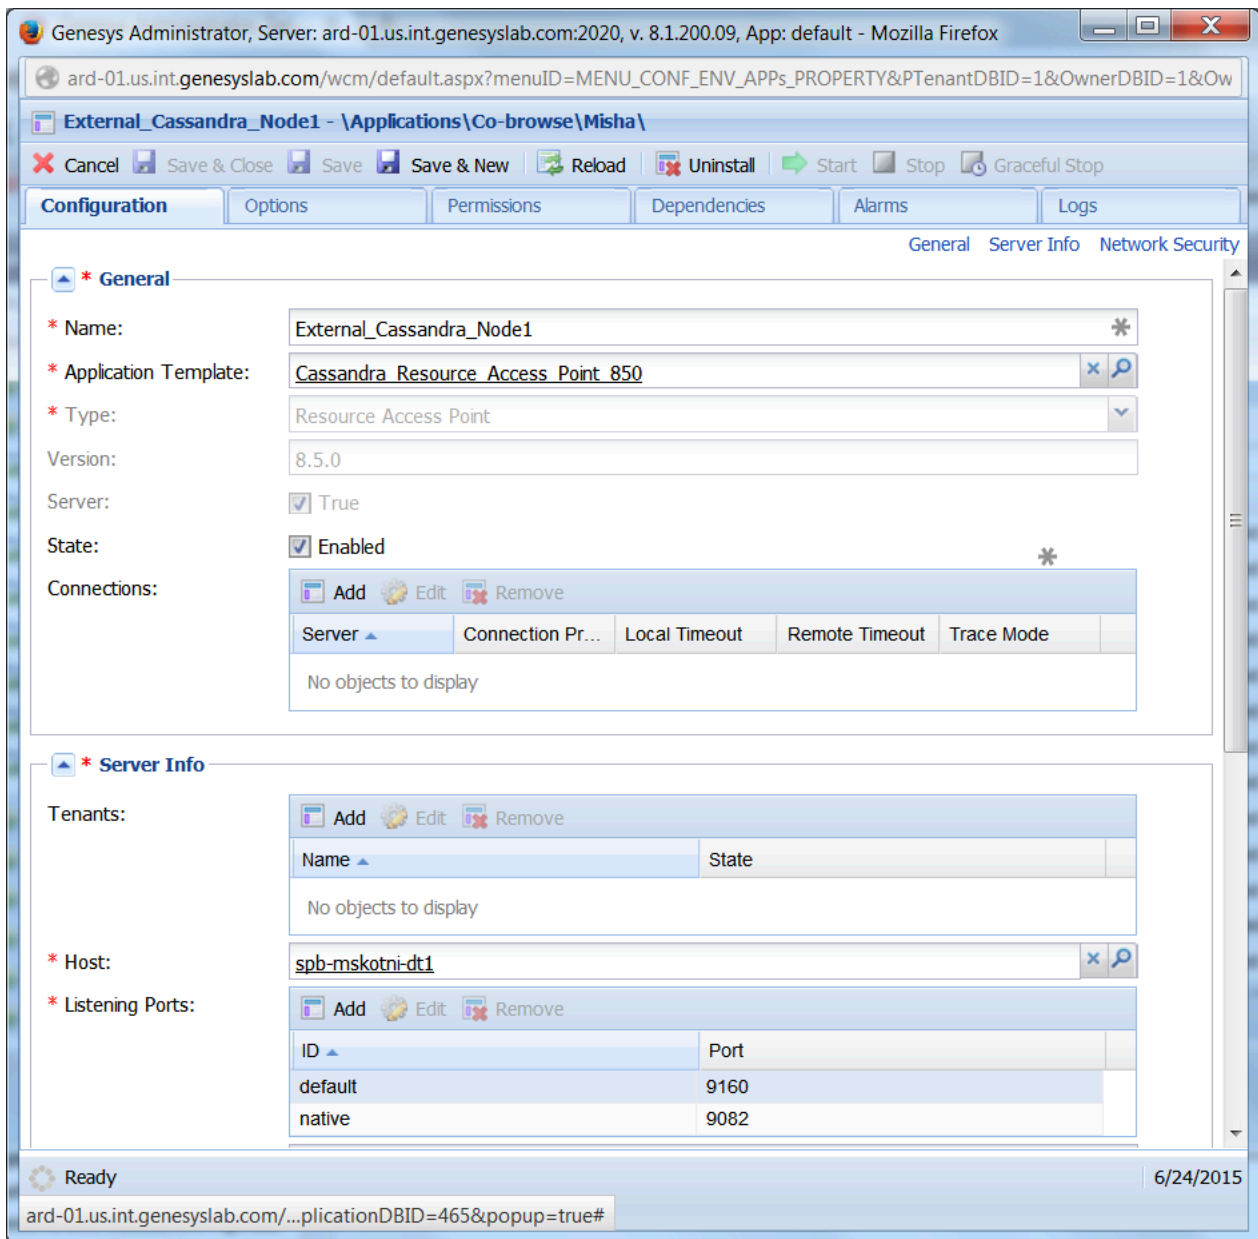 Genesys Administrator, Server: ard-01.us.int.genesyslab.com:2020, v. 8.1.200.09, App: default - Mozilla Firefox
ard-01.us.int.genesyslab.com/wcm/default.aspx?menuID=MENU_CONF_ENV_APPs_PROPERTY&PTenantDBID=1&OwnerDBID=1&Ow
External_Cassandra_Node1 - \Applications\Co-browse\Misha\
Cancel Save & Close Save Save & New Reload Uninstall Start Stop Graceful Stop
Configuration Options Permissions Dependencies Alarms Logs
General Server Info Network Security
* General
* Name: External_Cassandra_Node1
* Application Template: Cassandra_Resource_Access_Point_850
* Type: Resource Access Point
Version: 8.5.0
Server: True
State: Enabled
Connections: Add Edit Remove
Server Connection Pr... Local Timeout Remote Timeout Trace Mode
No objects to display
* Server Info
Tenants: Add Edit Remove
Name State
No objects to display
* Host: spb-mskotni-dt1
* Listening Ports: Add Edit Remove
ID Port
default 9160
native 9082
Ready 6/24/2015
ard-01.us.int.genesyslab.com/...plicationDBID=465&popup=true#